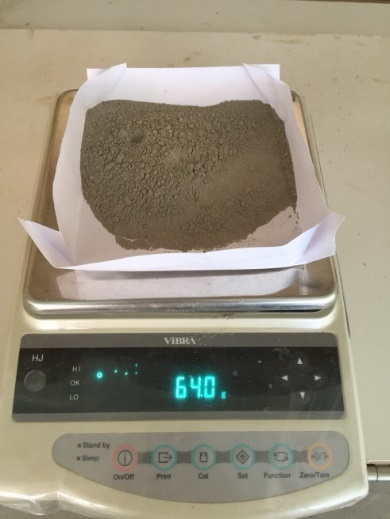 ViBRA
HJ
HI
OK
LO
64.0 g
Stand by
Sleep
On/Off Print Cal Set Function Zero/Tare